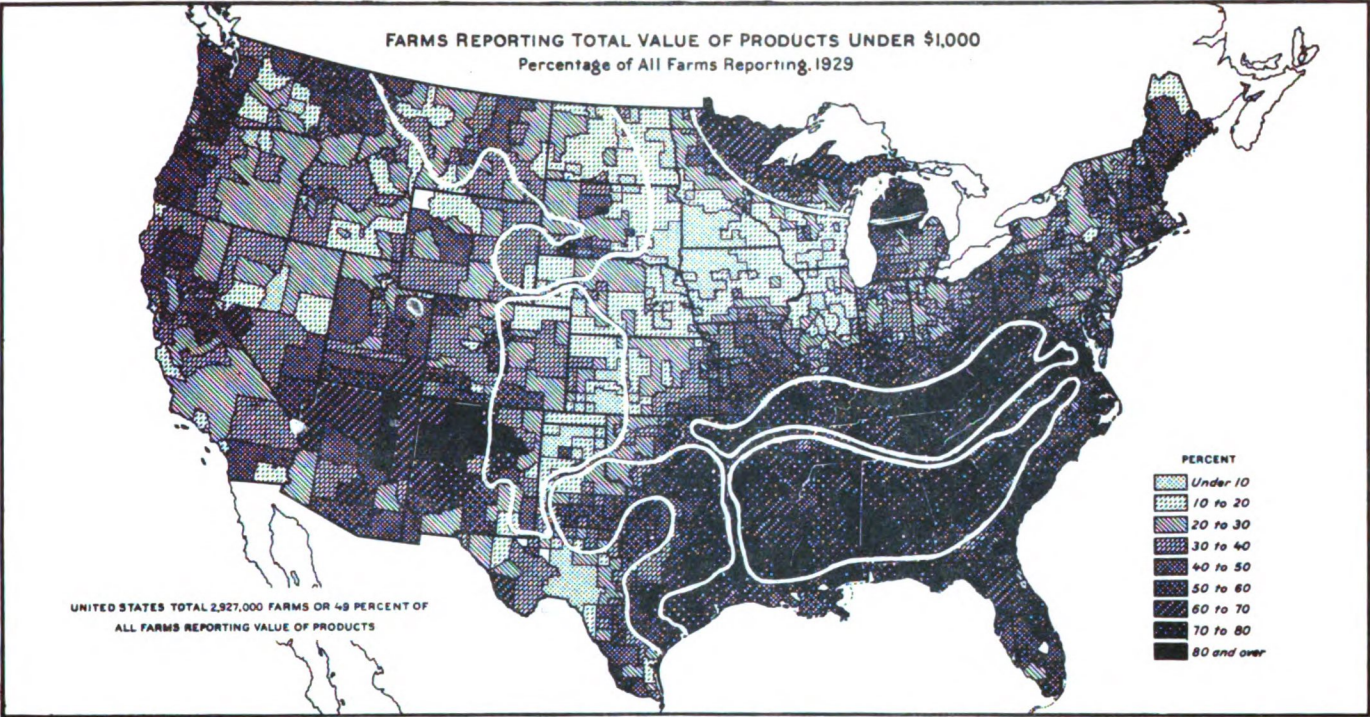 FARMS REPORTING TOTAL VALUE OF PRODUCTS UNDER $1,000
Percentage of All Farms Reporting, 1929
PERCENT
Under 10
10 to 20
20 to 30
30 to 40
40 to 50
50 to 60
60 to 70
70 to 80
80 and over
UNITED STATES TOTAL 2,927,000 FARMS OR 49 PERCENT OF
ALL FARMS REPORTING VALUE OF PRODUCTS